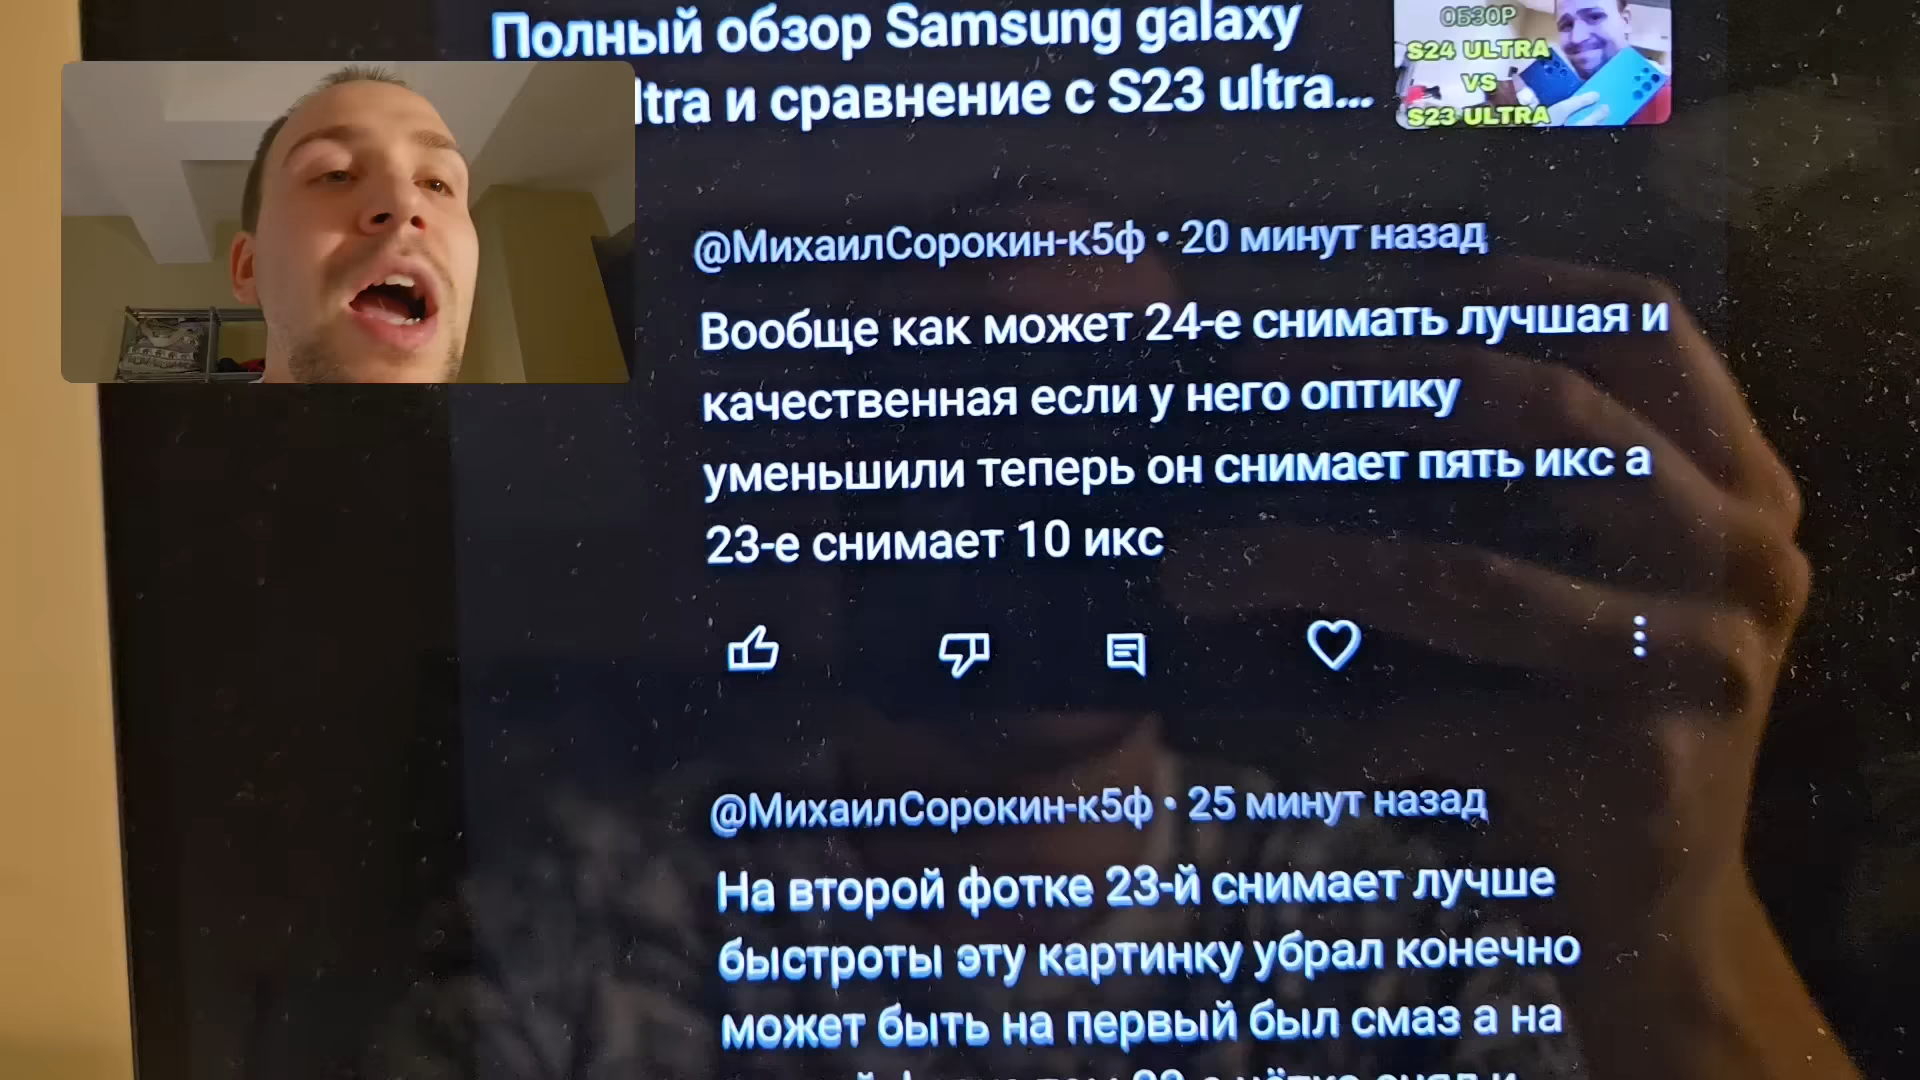 Полный обзор Samsung galaxy
ltra и сравнение с S23 ultra...
ОБЗОР
S24 ULTRA
VS
S23 ULTRA
@МихаилСорокин-к5ф • 20 минут назад
Вообще как может 24-е снимать лучшая и
качественная если у него оптику
уменьшили теперь он снимает пять икс а
23-е снимает 10 икс
@МихаилСорокин-к5ф • 25 минут назад
На второй фотке 23-й снимает лучше
быстроты эту картинку убрал конечно
может быть на первый был смаз а на